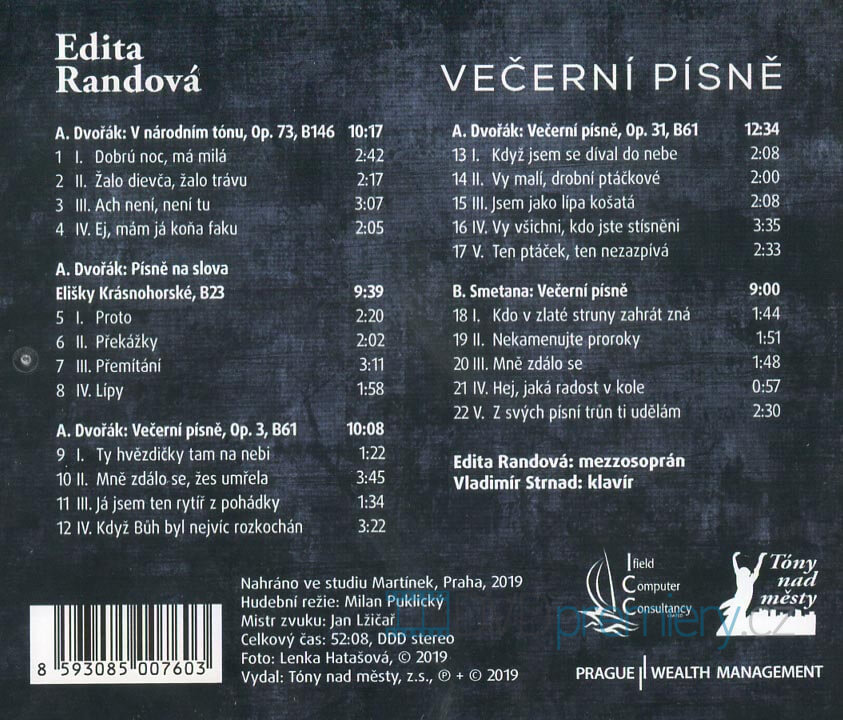 Edita
Randová
VEČERNÍ PÍSNĚ
A. Dvořák: V národním tónu, Op. 73, B146 10:17
1 I. Dobrú noc, má milá 2:42
2 II. Žalo dievča, žalo trávu 2:17
3 III. Ach není, není tu 3:07
4 IV. Ej, mám já koňa faku 2:05
A. Dvořák: Písně na slova
Elišky Krásnohorské, B23 9:39
5 I. Proto 2:20
6 II. Překážky 2:02
7 III. Přemítání 3:11
8 IV. Lípy 1:58
A. Dvořák: Večerní písně, Op. 3, B61 10:08
9 I. Ty hvězdičky tam na nebi 1:22
10 II. Mně zdálo se, žes umřela 3:45
11 III. Já jsem ten rytíř z pohádky 1:34
12 IV. Když Bůh byl nejvíc rozkochán 3:22
A. Dvořák: Večerní písně, Op. 31, B61 12:34
13 I. Když jsem se díval do nebe 2:08
14 II. Vy malí, drobní ptáčkové 2:00
15 III. Jsem jako lípa košatá 2:08
16 IV. Vy všichni, kdo jste stísněni 3:35
17 V. Ten ptáček, ten nezazpívá 2:33
B. Smetana: Večerní písně 9:00
18 I. Kdo v zlaté struny zahrát zná 1:44
19 II. Nekamenujte proroky 1:51
20 III. Mně zdálo se 1:48
21 IV. Hej, jaká radost v kole 0:57
22 V. Z svých písní trůn ti udělám 2:30
Edita Randová: mezzosoprán
Vladimír Strnad: klavír
Nahráno ve studiu Martínek, Praha, 2019
Hudební režie: Milan Puklický
Mistr zvuku: Jan Lžičař
Celkový čas: 52:08, DDD stereo
Foto: Lenka Hatašová, © 2019
Vydal: Tóny nad městy, z.s., ℗ + © 2019
8 593085 007603
Ifield
Computer
Consultancy
LIMITED
Tóny
nad
městy
premiery.cz
PRAGUE WEALTH MANAGEMENT